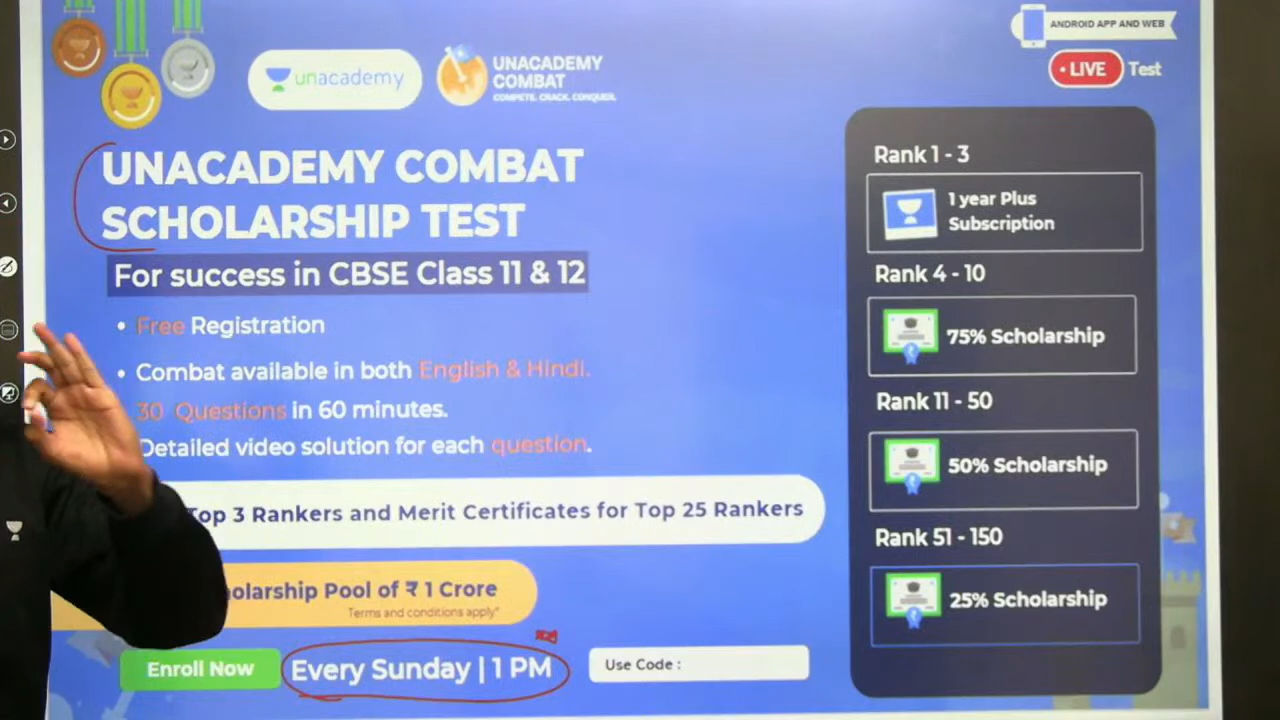 unacademy
UNACADEMY
COMBAT
COMPETE. CRACK. CONQUER.
ANDROID APP AND WEB
• LIVE Test
UNACADEMY COMBAT
SCHOLARSHIP TEST
For success in CBSE Class 11 & 12
• Free Registration
• Combat available in both English & Hindi.
30 Questions in 60 minutes.
Detailed video solution for each question.
Top 3 Rankers and Merit Certificates for Top 25 Rankers
Pool of ₹ 1 Crore
Terms and conditions apply*
Enroll Now
Every Sunday | 1 PM
Use Code :
Rank 1 - 3
1 year Plus
Subscription
Rank 4 - 10
75% Scholarship
Rank 11 - 50
50% Scholarship
Rank 51 - 150
25% Scholarship